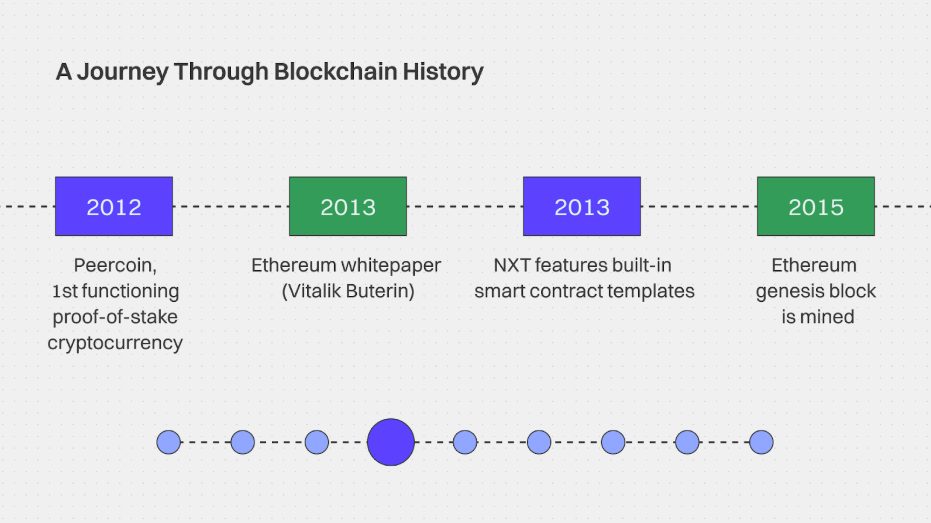 A Journey Through Blockchain History
2012
2013
2013
2015
Peercoin,
1st functioning
proof-of-stake
cryptocurrency
Ethereum whitepaper
(Vitalik Buterin)
NXT features built-in
smart contract templates
Ethereum
genesis block
is mined